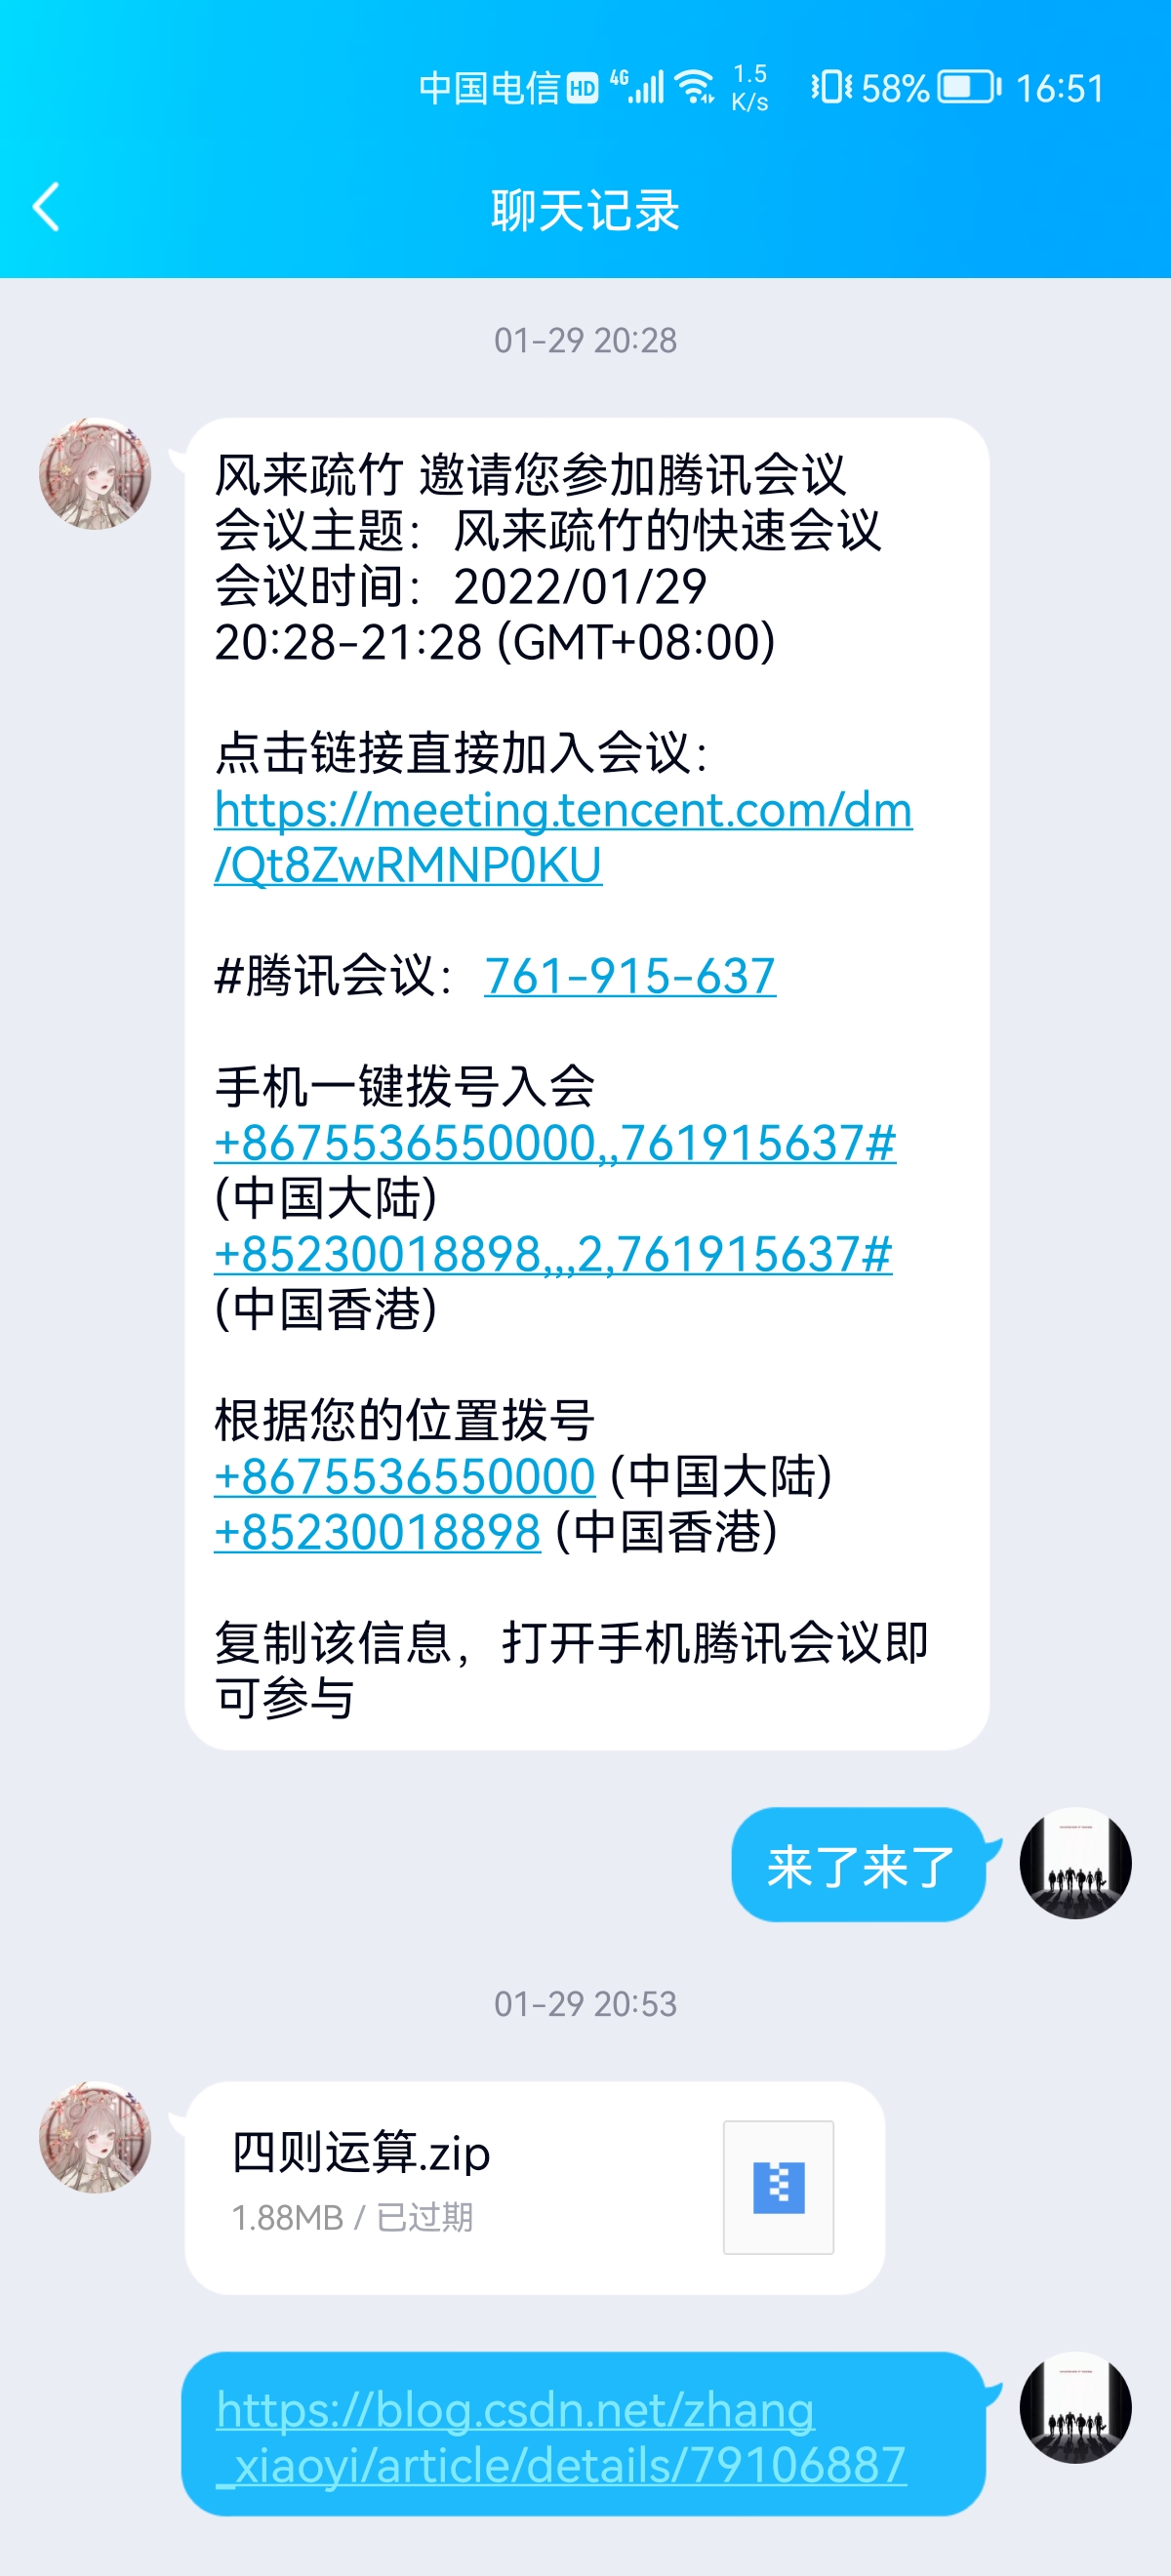 中国电信 HD 4G 1.5 K/s 58% 16:51
聊天记录
01-29 20:28
风来疏竹 邀请您参加腾讯会议
会议主题：风来疏竹的快速会议
会议时间：2022/01/29
20:28-21:28 (GMT+08:00)
点击链接直接加入会议：
https://meeting.tencent.com/dm
/Qt8ZwRMNP0KU
#腾讯会议：761-915-637
手机一键拨号入会
+8675536550000,,761915637#
(中国大陆)
+85230018898,,,2,761915637#
(中国香港)
根据您的位置拨号
+8675536550000 (中国大陆)
+85230018898 (中国香港)
复制该信息，打开手机腾讯会议即
可参与
来了来了
01-29 20:53
四则运算.zip
1.88MB / 已过期
https://blog.csdn.net/zhang
_xiaoyi/article/details/79106887